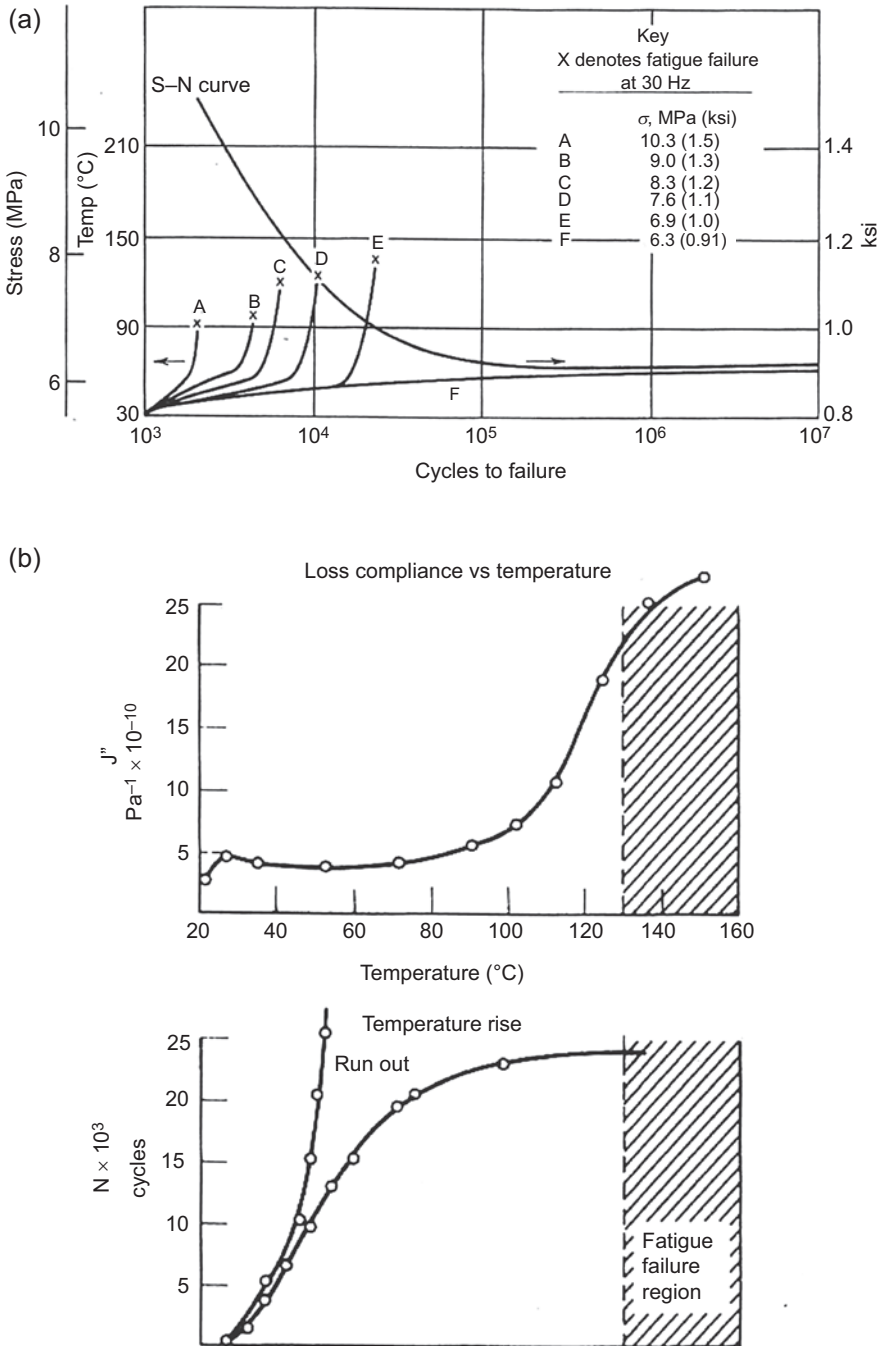 (a)
Key
X denotes fatigue failure
at 30 Hz
σ, MPa (ksi)
A 10.3 (1.5)
B 9.0 (1.3)
C 8.3 (1.2)
D 7.6 (1.1)
E 6.9 (1.0)
F 6.3 (0.91)
S–N curve
Stress (MPa)
10
8
6
Temp (°C)
210
150
90
30
A
B
C
D
E
F
x
x
x
x
x
1.4
1.2
1.0
0.8
ksi
10³ 10⁴ 10⁵ 10⁶ 10⁷
Cycles to failure
(b)
Loss compliance vs temperature
25
20
15
10
5
J”
Pa⁻¹ × 10⁻¹⁰
20 40 60 80 100 120 140 160
Temperature (°C)
Temperature rise
Run out
25
20
15
10
5
N × 10³
cycles
Fatigue
failure
region